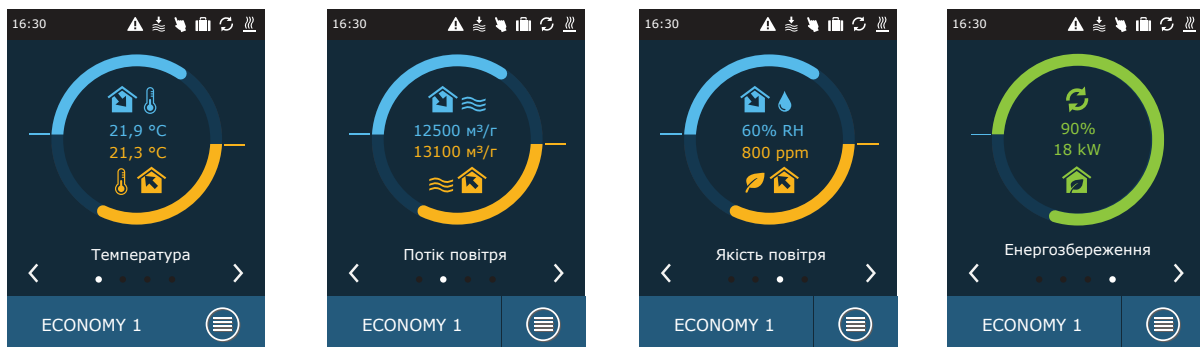 16:30
21,9 °C
21,3 °C
Температура
ECONOMY 1
16:30
12500 м³/г
13100 м³/г
Потік повітря
ECONOMY 1
16:30
60% RH
800 ppm
Якість повітря
ECONOMY 1
16:30
90%
18 kW
Енергозбереження
ECONOMY 1